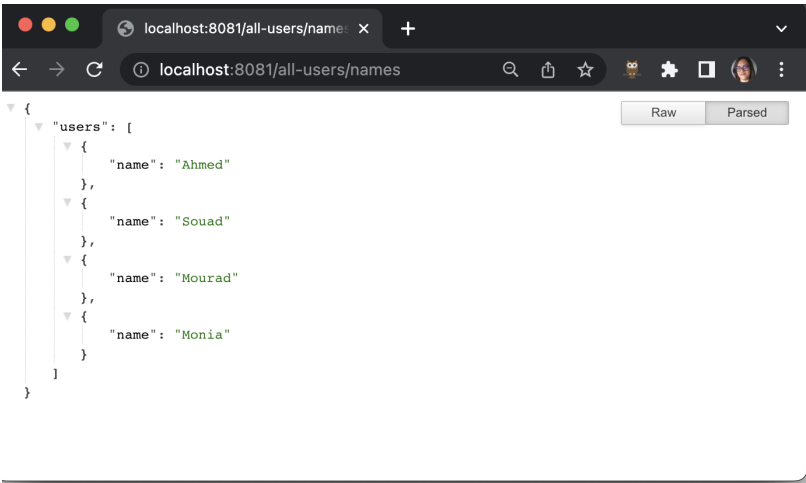 localhost:8081/all-users/names
localhost:8081/all-users/names
Raw Parsed
{
"users": [
{
"name": "Ahmed"
},
{
"name": "Souad"
},
{
"name": "Mourad"
},
{
"name": "Monia"
}
]
}